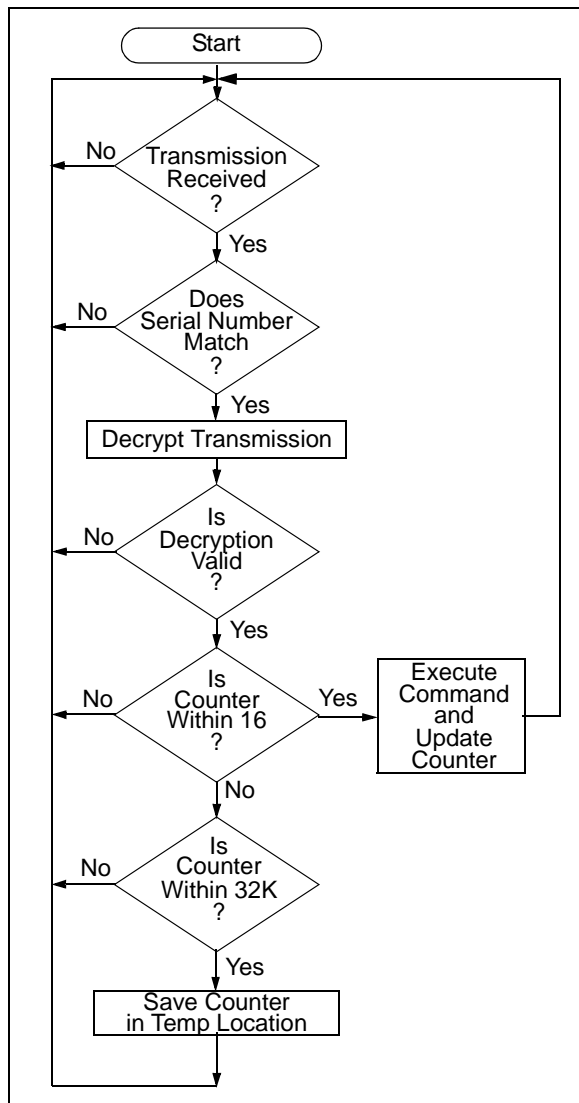 Start
No
Transmission
Received
?
Yes
No
Does
Serial Number
Match
?
Yes
Decrypt Transmission
No
Is
Decryption
Valid
?
Yes
No
Is
Counter
Within 16
?
Yes
Execute
Command
and
Update
Counter
No
No
Is
Counter
Within 32K
?
Yes
Save Counter
in Temp Location